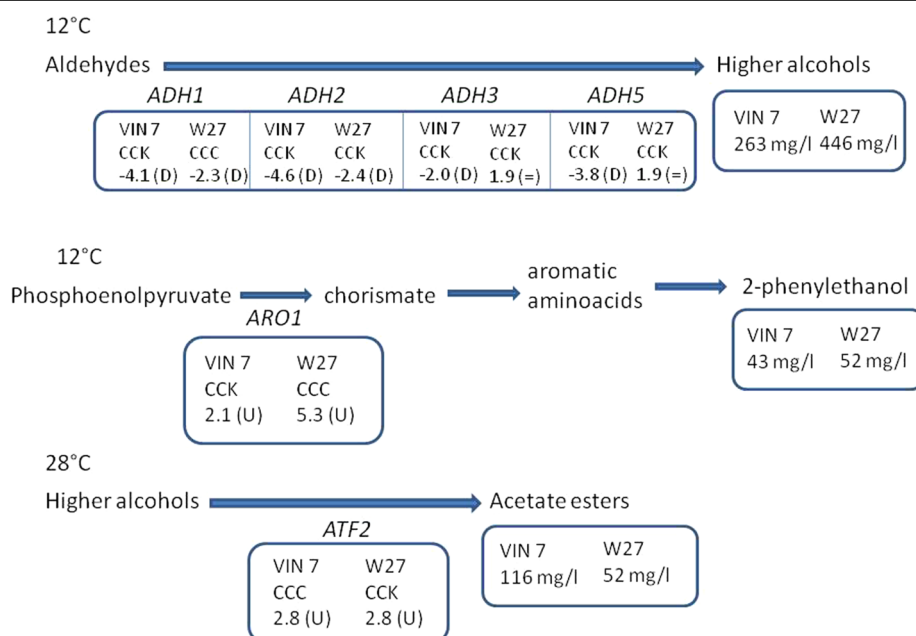 12°C
Aldehydes Higher alcohols
ADH1 ADH2 ADH3 ADH5
VIN 7 W27 VIN 7 W27 VIN 7 W27 VIN 7 W27 VIN 7 W27
CCK CCC CCK CCK CCK CCK CCK CCK 263 mg/l 446 mg/l
-4.1 (D) -2.3 (D) -4.6 (D) -2.4 (D) -2.0 (D) 1.9 (=) -3.8 (D) 1.9 (=)
12°C
Phosphoenolpyruvate chorismate aromatic aminoacids 2-phenylethanol
ARO1
VIN 7 W27 VIN 7 W27
CCK CCC 43 mg/l 52 mg/l
2.1 (U) 5.3 (U)
28°C
Higher alcohols Acetate esters
ATF2
VIN 7 W27 VIN 7 W27
CCC CCK 116 mg/l 52 mg/l
2.8 (U) 2.8 (U)